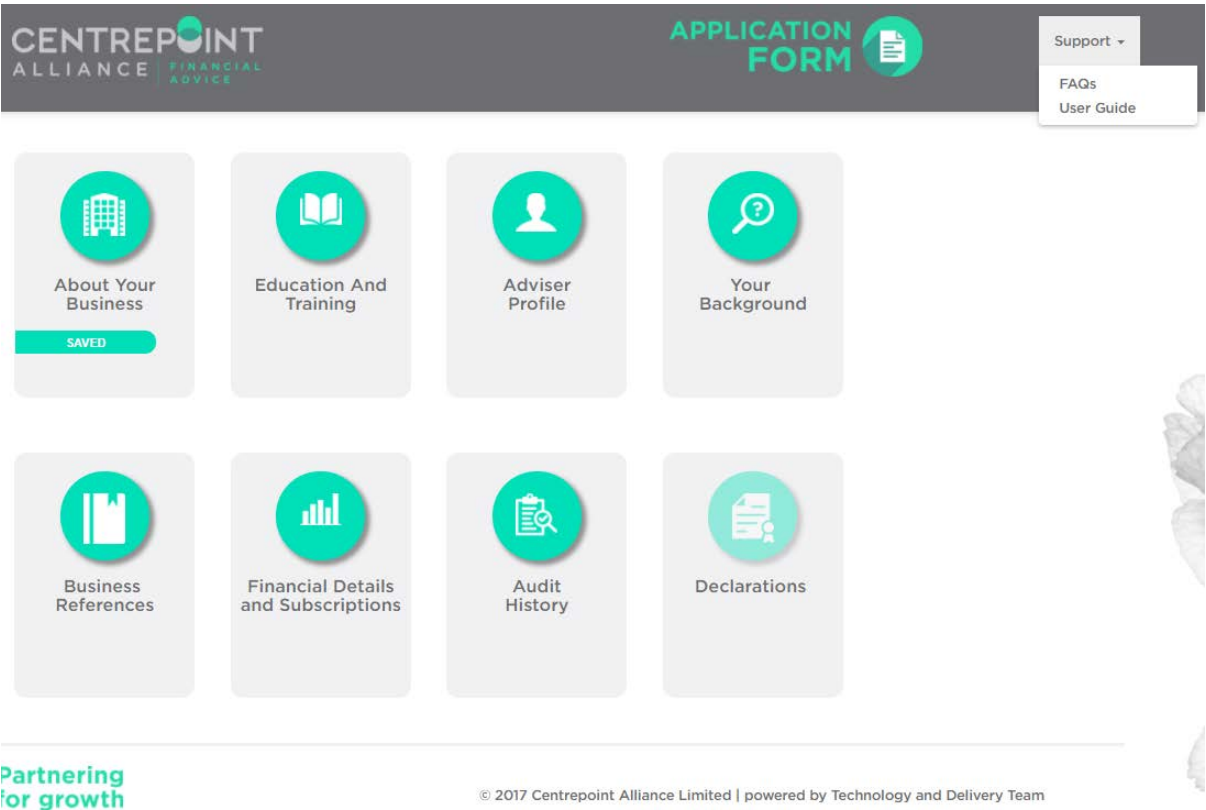 CENTREPOINT
ALLIANCE FINANCIAL
ADVICE
APPLICATION
FORM
Support
FAQs
User Guide
About Your
Business
SAVED
Education And
Training
Adviser
Profile
Your
Background
Business
References
Financial Details
and Subscriptions
Audit
History
Declarations
Partnering
for growth
© 2017 Centrepoint Alliance Limited | powered by Technology and Delivery Team